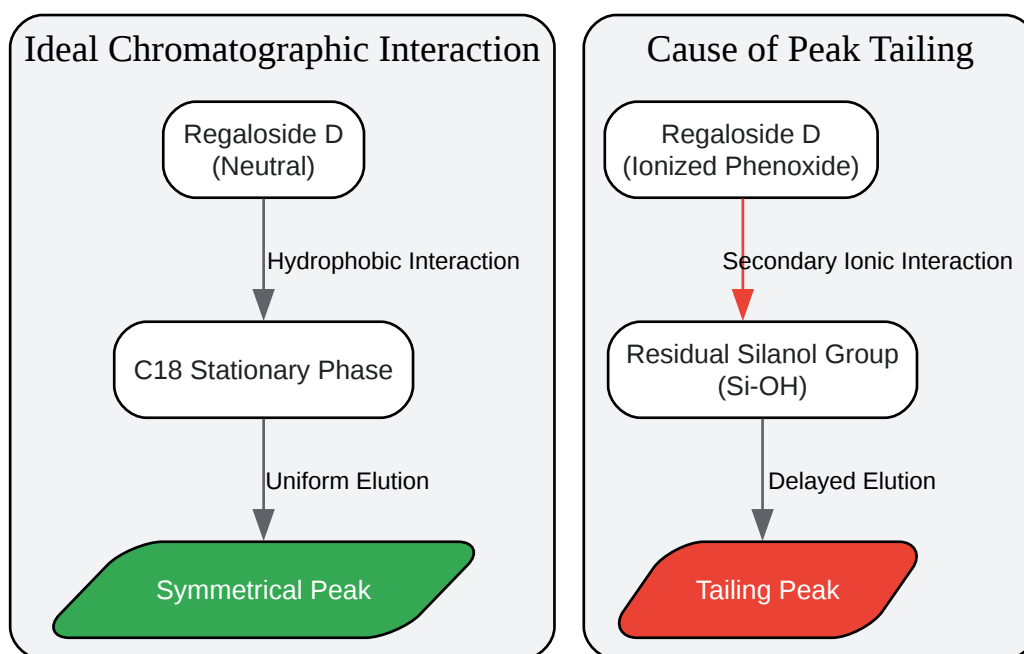 Ideal Chromatographic Interaction
Regaloside D
(Neutral)
Hydrophobic Interaction
C18 Stationary Phase
Uniform Elution
Symmetrical Peak
Cause of Peak Tailing
Regaloside D
(Ionized Phenoxide)
Secondary Ionic Interaction
Residual Silanol Group
(Si-OH)
Delayed Elution
Tailing Peak